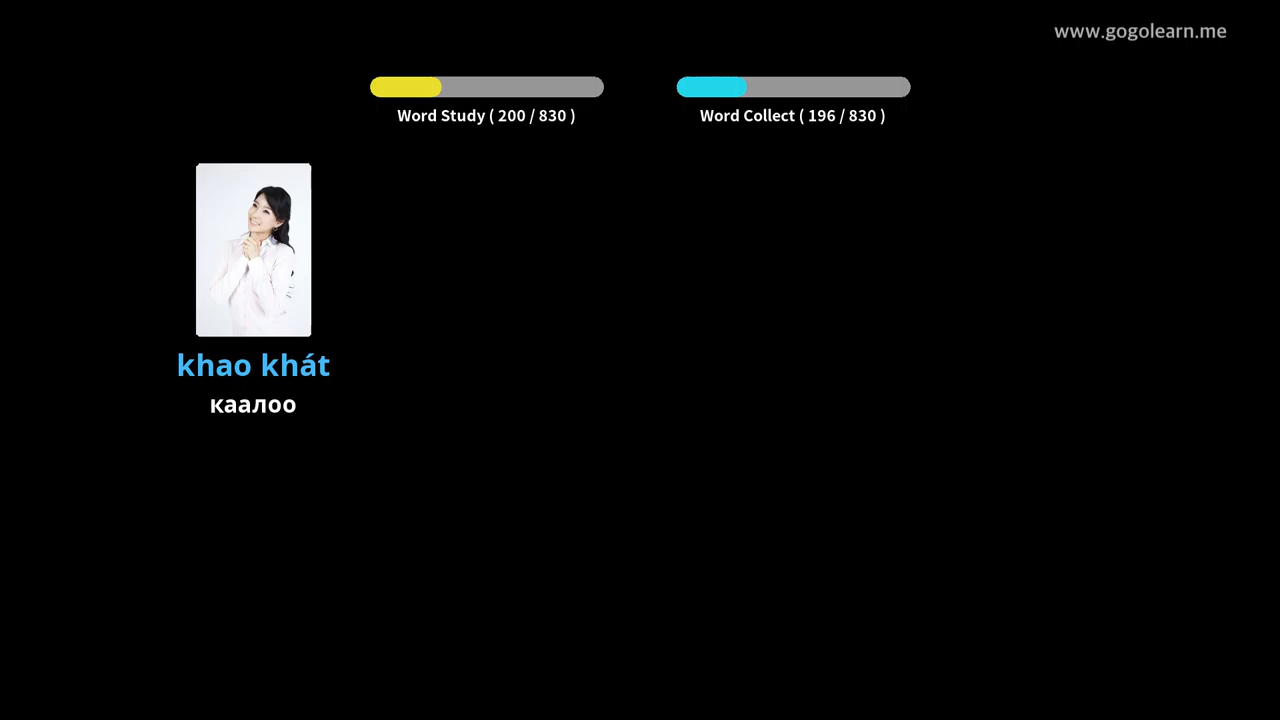 www.gogolearn.me
Word Study ( 200 / 830 )
Word Collect ( 196 / 830 )
khao khát
каалоо